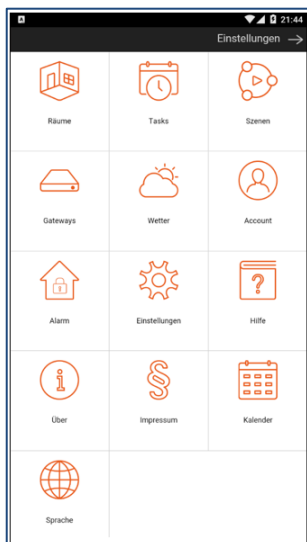 21:44
Einstellungen
Räume
Tasks
Szenen
Gateways
Wetter
Account
Alarm
Einstellungen
Hilfe
Über
Impressum
Kalender
Sprache